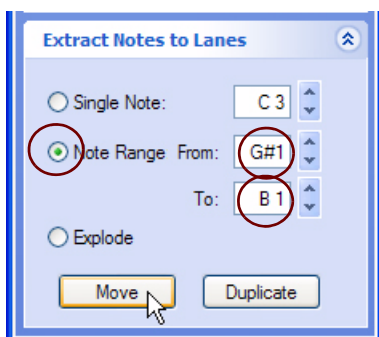 Extract Notes to Lanes
Single Note: C 3
Note Range From: G#1
To: B 1
Explode
Move Duplicate